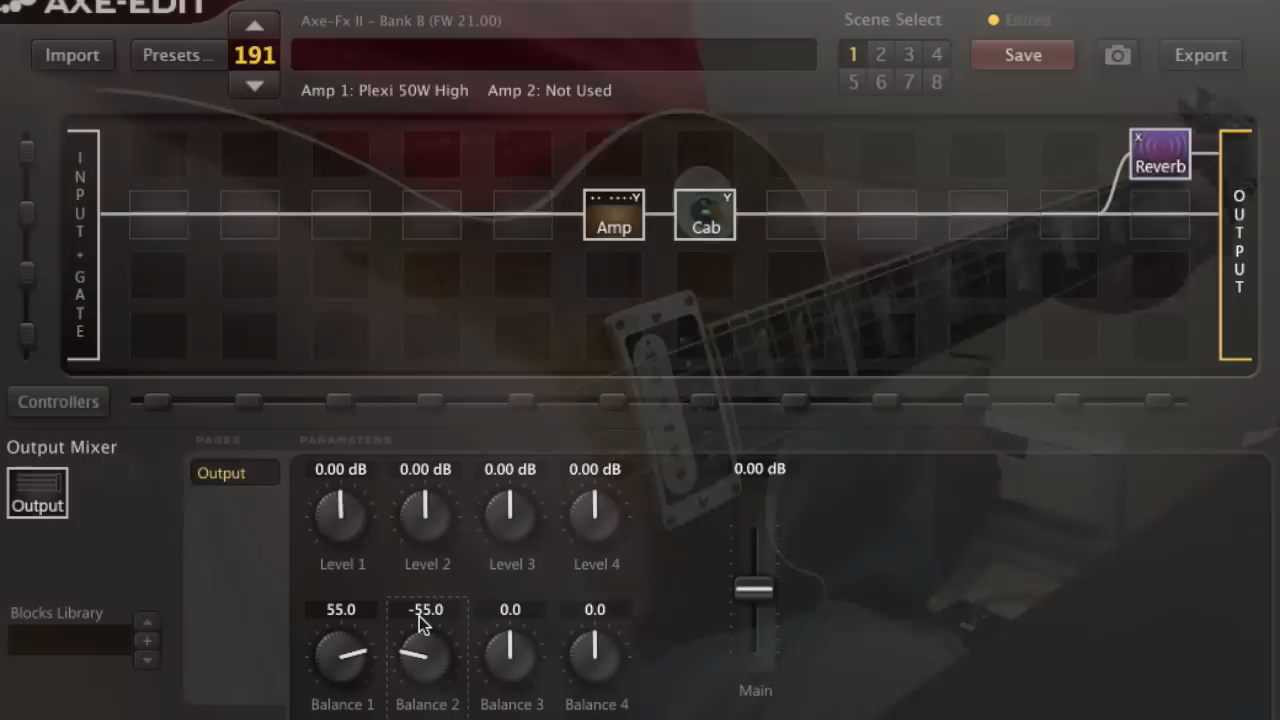 AXE-EDIT
Axe-Fx II - Bank B (FW 21.00)
Scene Select
Edited
Import
Presets...
191
1 2 3 4
5 6 7 8
Save
Export
Amp 1: Plexi 50W High Amp 2: Not Used
INPUT + GATE
Y
Amp
Y
Cab
X
Reverb
OUTPUT
Controllers
Output Mixer
Output
PAGES
Output
PARAMETERS
0.00 dB 0.00 dB 0.00 dB 0.00 dB 0.00 dB
Level 1 Level 2 Level 3 Level 4
Blocks Library
+
55.0 -55.0 0.0 0.0
Balance 1 Balance 2 Balance 3 Balance 4
Main